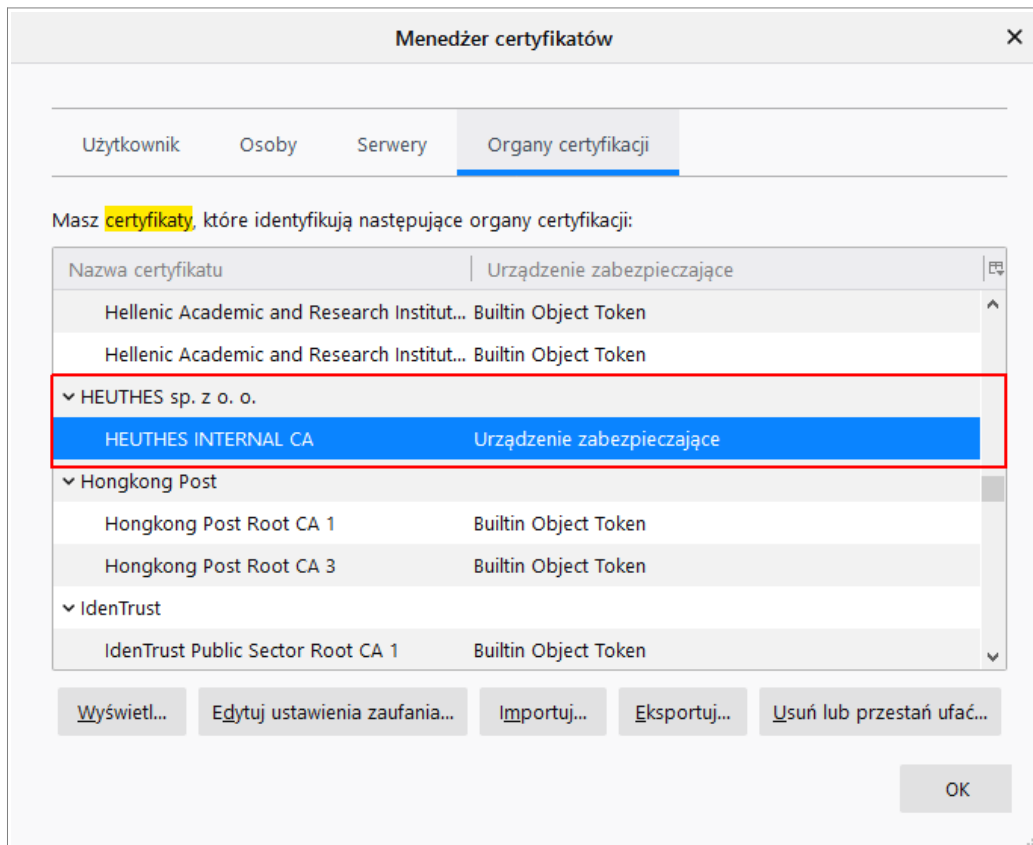 Menedżer certyfikatów
Użytkownik Osoby Serwery Organy certyfikacji
Masz certyfikaty, które identyfikują następujące organy certyfikacji:
Nazwa certyfikatu Urządzenie zabezpieczające
Hellenic Academic and Research Institut... Builtin Object Token
Hellenic Academic and Research Institut... Builtin Object Token
HEUTHES sp. z o. o.
HEUTHES INTERNAL CA Urządzenie zabezpieczające
Hongkong Post
Hongkong Post Root CA 1 Builtin Object Token
Hongkong Post Root CA 3 Builtin Object Token
IdenTrust
IdenTrust Public Sector Root CA 1 Builtin Object Token
Wyświetl... Edytuj ustawienia zaufania... Importuj... Eksportuj... Usuń lub przestań ufać...
OK